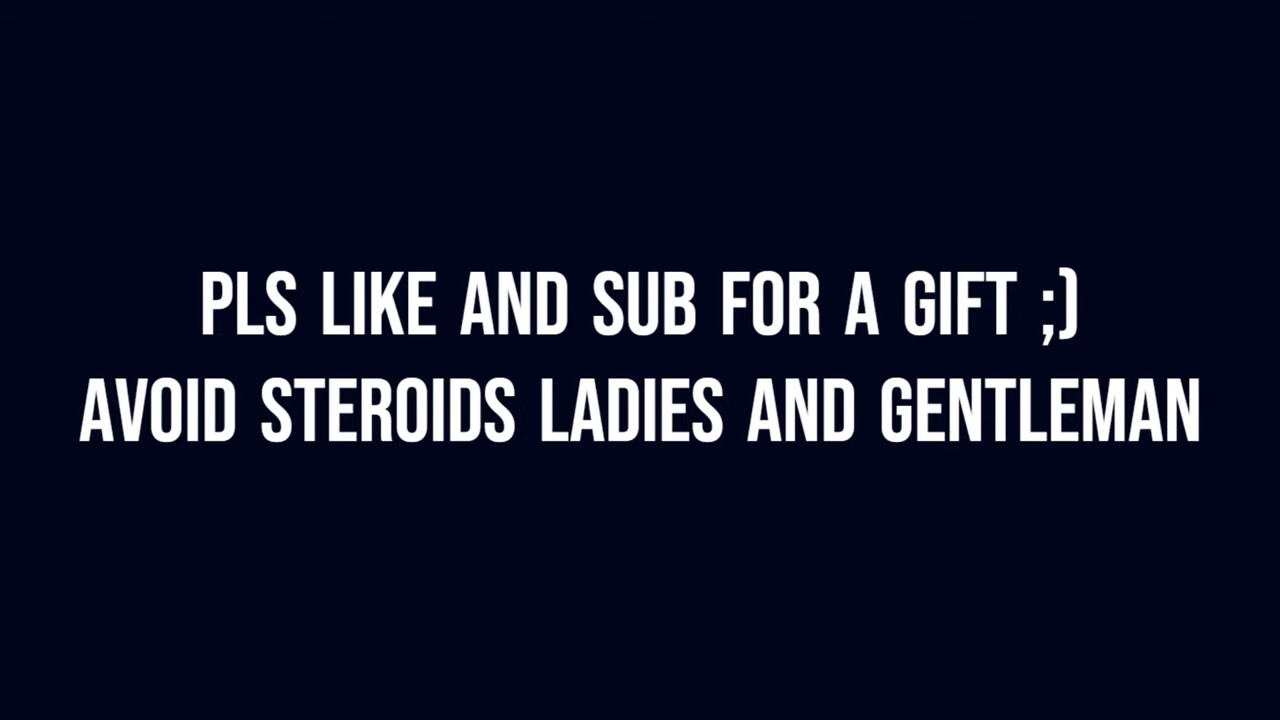 PLS LIKE AND SUB FOR A GIFT ;)
AVOID STEROIDS LADIES AND GENTLEMAN